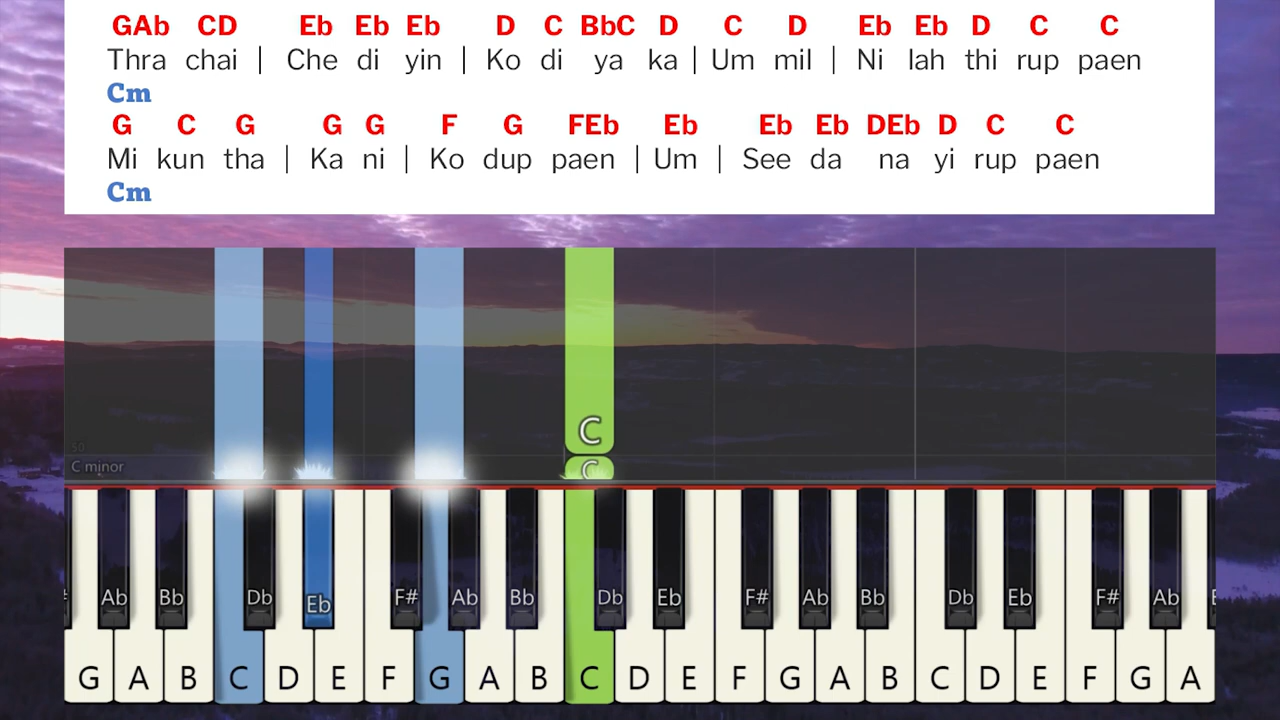 GAb CD Eb Eb Eb D C BbC D C D Eb Eb D C C
Thra chai | Che di yin | Ko di ya ka | Um mil | Ni lah thi rup paen
Cm
G C G G G F G FEb Eb Eb Eb DEb D C C
Mi kun tha | Ka ni | Ko dup paen | Um | See da na yi rup paen
Cm
C
C
50
C minor
Ab Bb Db Eb F# Ab Bb Db Eb F# Ab Bb Db Eb F# Ab
G A B C D E F G A B C D E F G A B C D E F G A